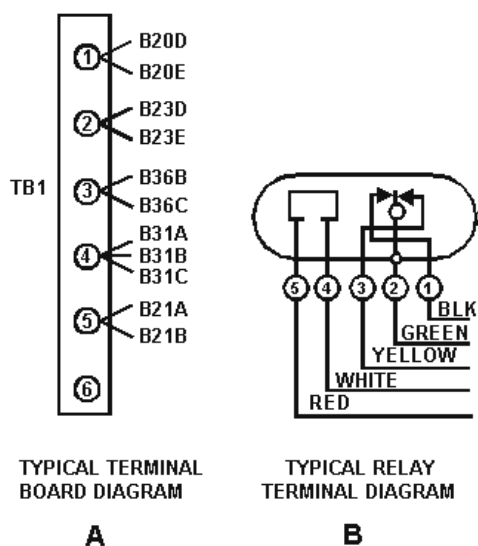 TB1
1
B20D
B20E
2
B23D
B23E
3
B36B
B36C
4
B31A
B31B
B31C
5
B21A
B21B
6
TYPICAL TERMINAL
BOARD DIAGRAM
A
5 4 3 2 1
BLK
GREEN
YELLOW
WHITE
RED
TYPICAL RELAY
TERMINAL DIAGRAM
B